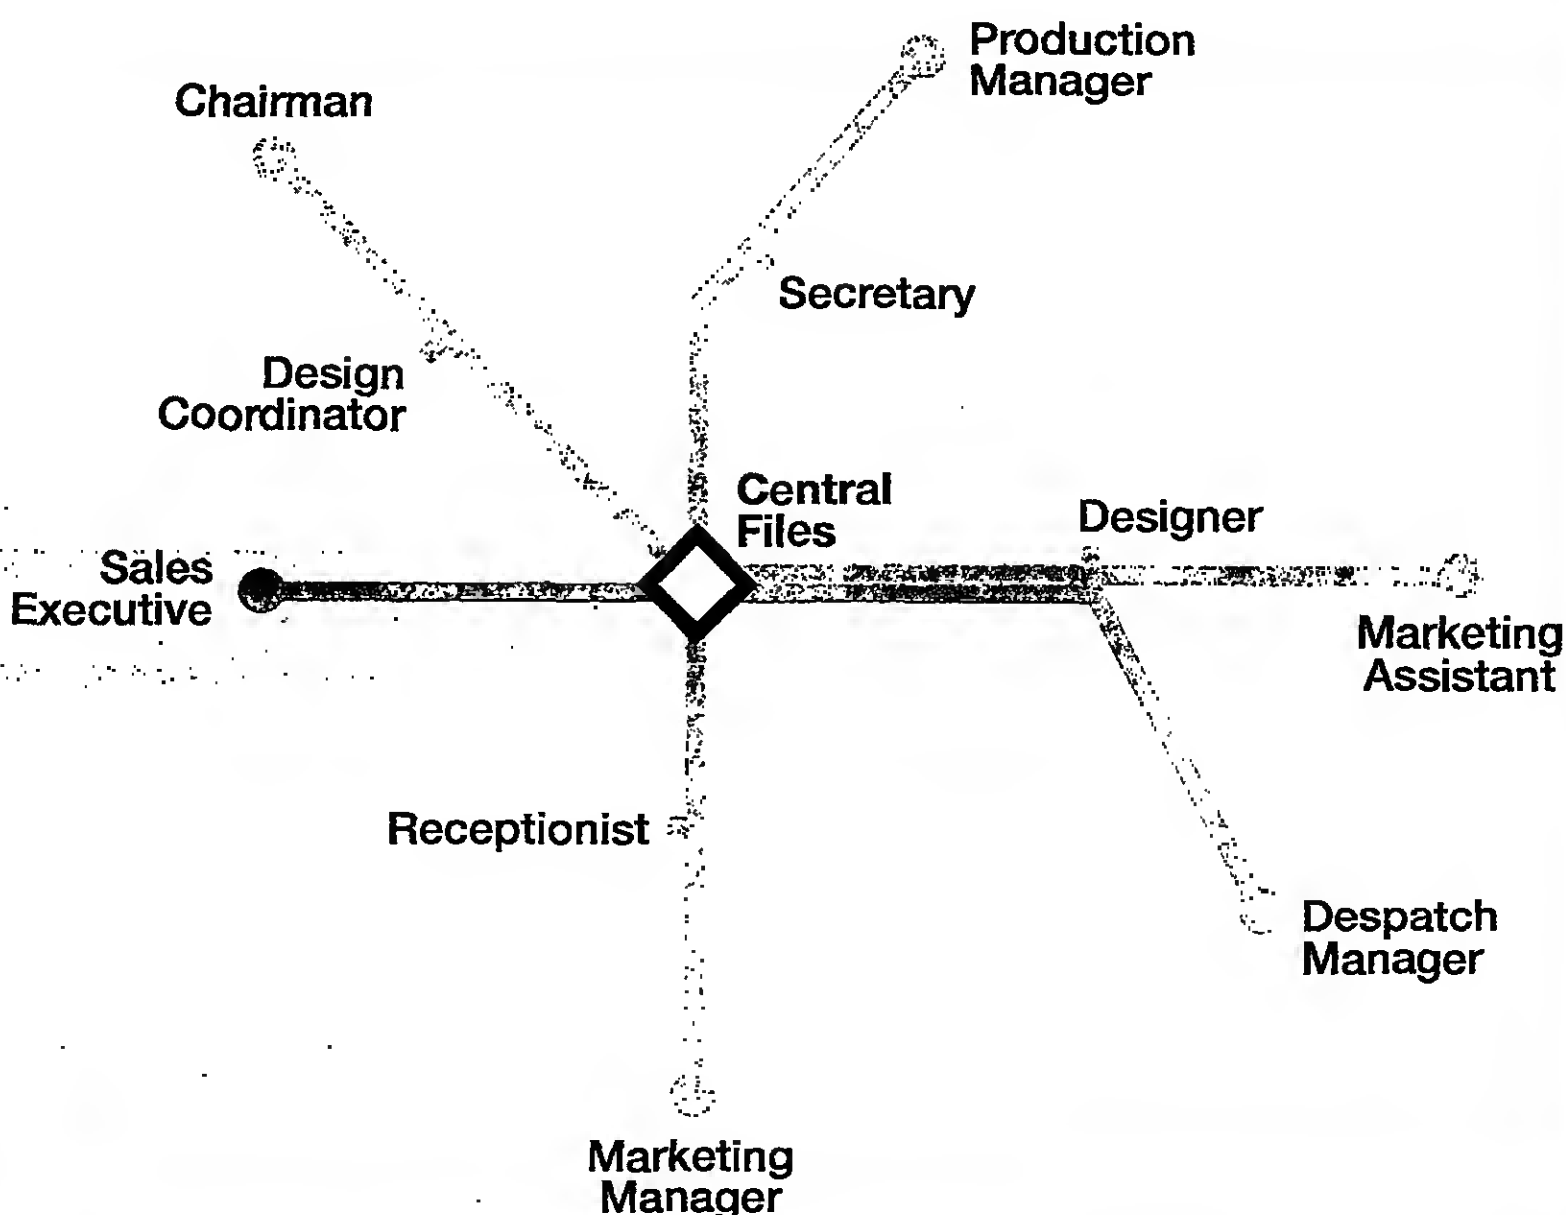 Production
Manager
Chairman
Secretary
Design
Coordinator
Central
Files
Designer
Sales
Executive
Marketing
Assistant
Receptionist
Despatch
Manager
Marketing
Manager